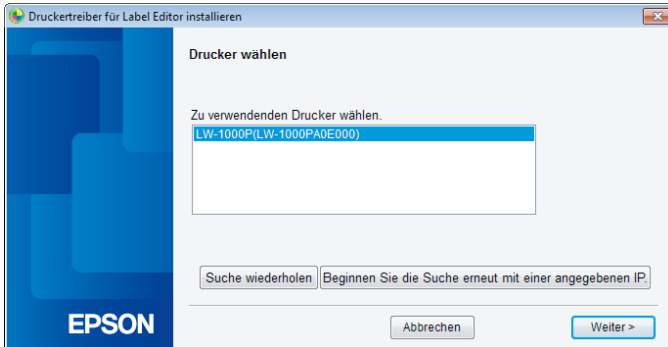 Druckertreiber für Label Editor installieren
Drucker wählen
Zu verwendenden Drucker wählen.
LW-1000P(LW-1000PA0E000)
Suche wiederholen Beginnen Sie die Suche erneut mit einer angegebenen IP.
EPSON
Abbrechen Weiter >